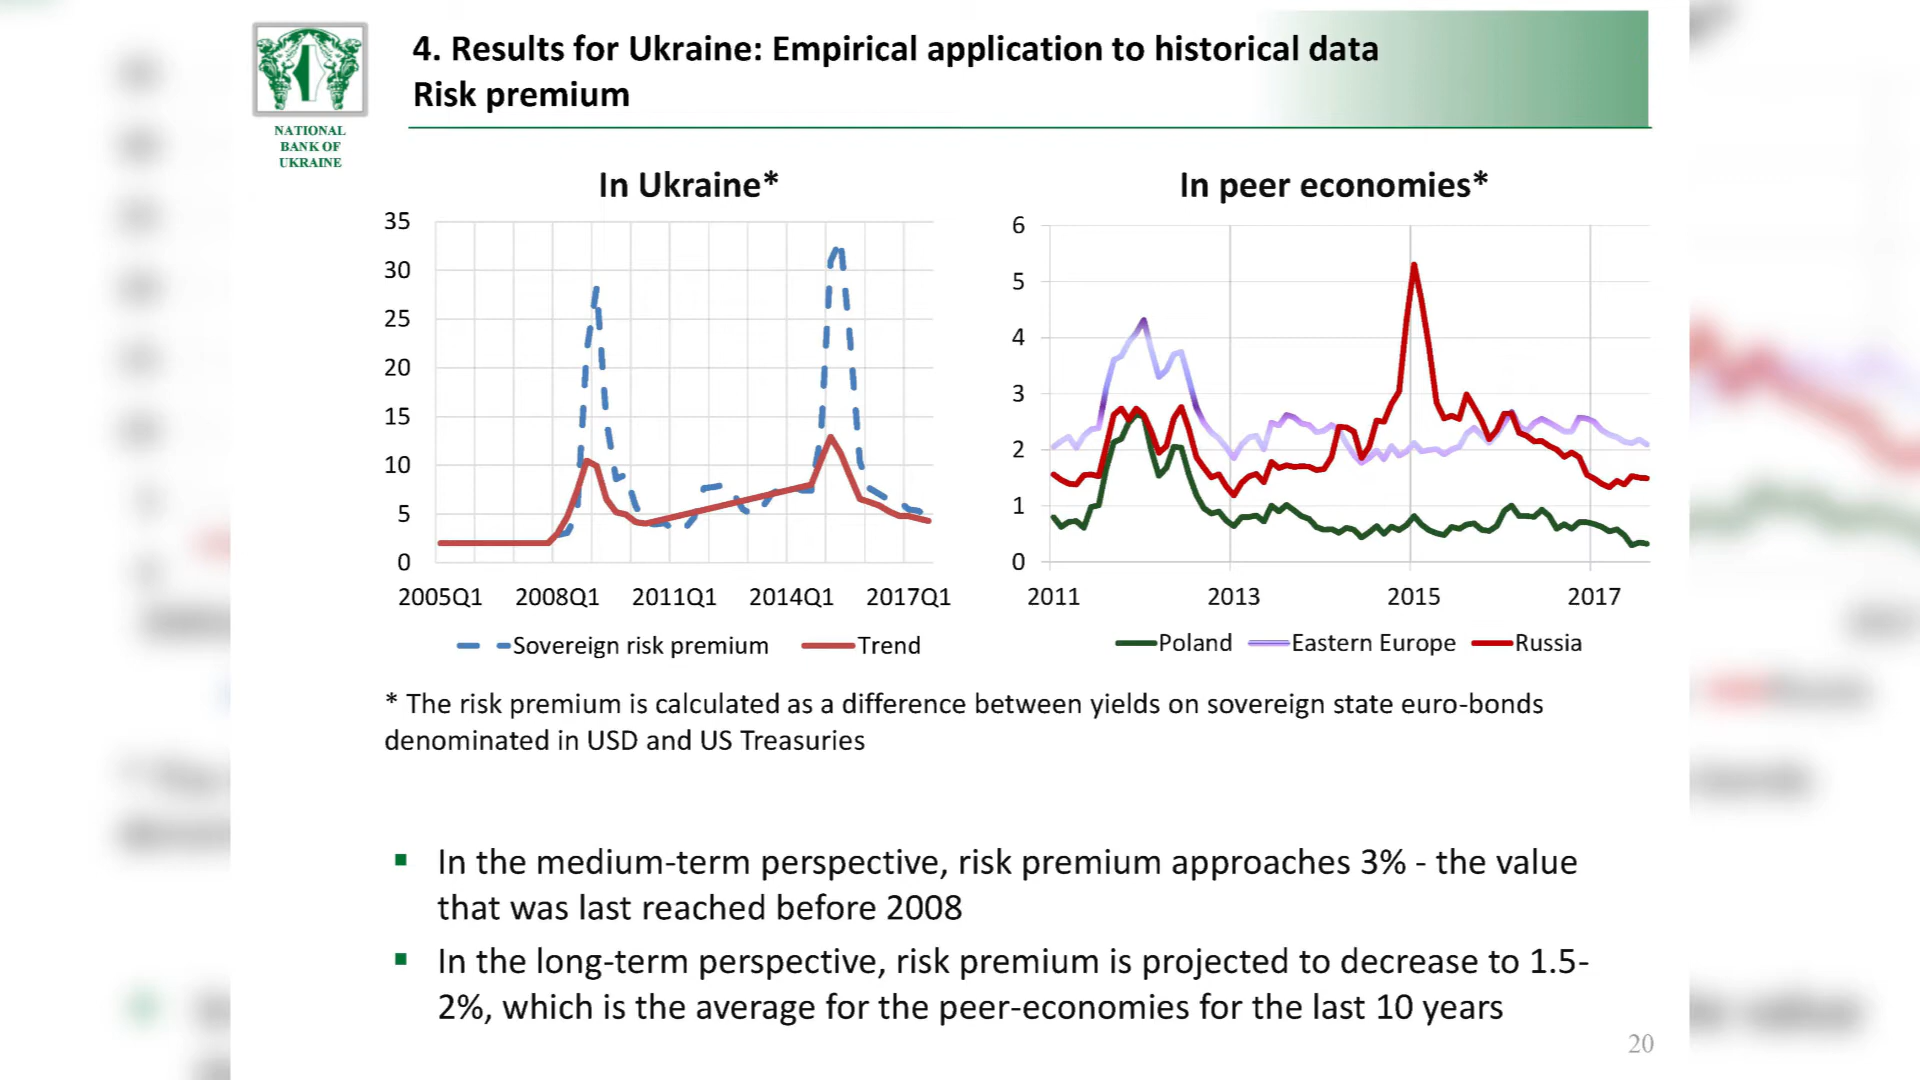 4. Results for Ukraine: Empirical application to historical data
Risk premium
NATIONAL
BANK OF
UKRAINE
In Ukraine*
35
30
25
20
15
10
5
0
2005Q1 2008Q1 2011Q1 2014Q1 2017Q1
Sovereign risk premium Trend
In peer economies*
6
5
4
3
2
1
0
2011 2013 2015 2017
Poland Eastern Europe Russia
* The risk premium is calculated as a difference between yields on sovereign state euro-bonds
denominated in USD and US Treasuries
In the medium-term perspective, risk premium approaches 3% - the value
that was last reached before 2008
In the long-term perspective, risk premium is projected to decrease to 1.5-
2%, which is the average for the peer-economies for the last 10 years
20